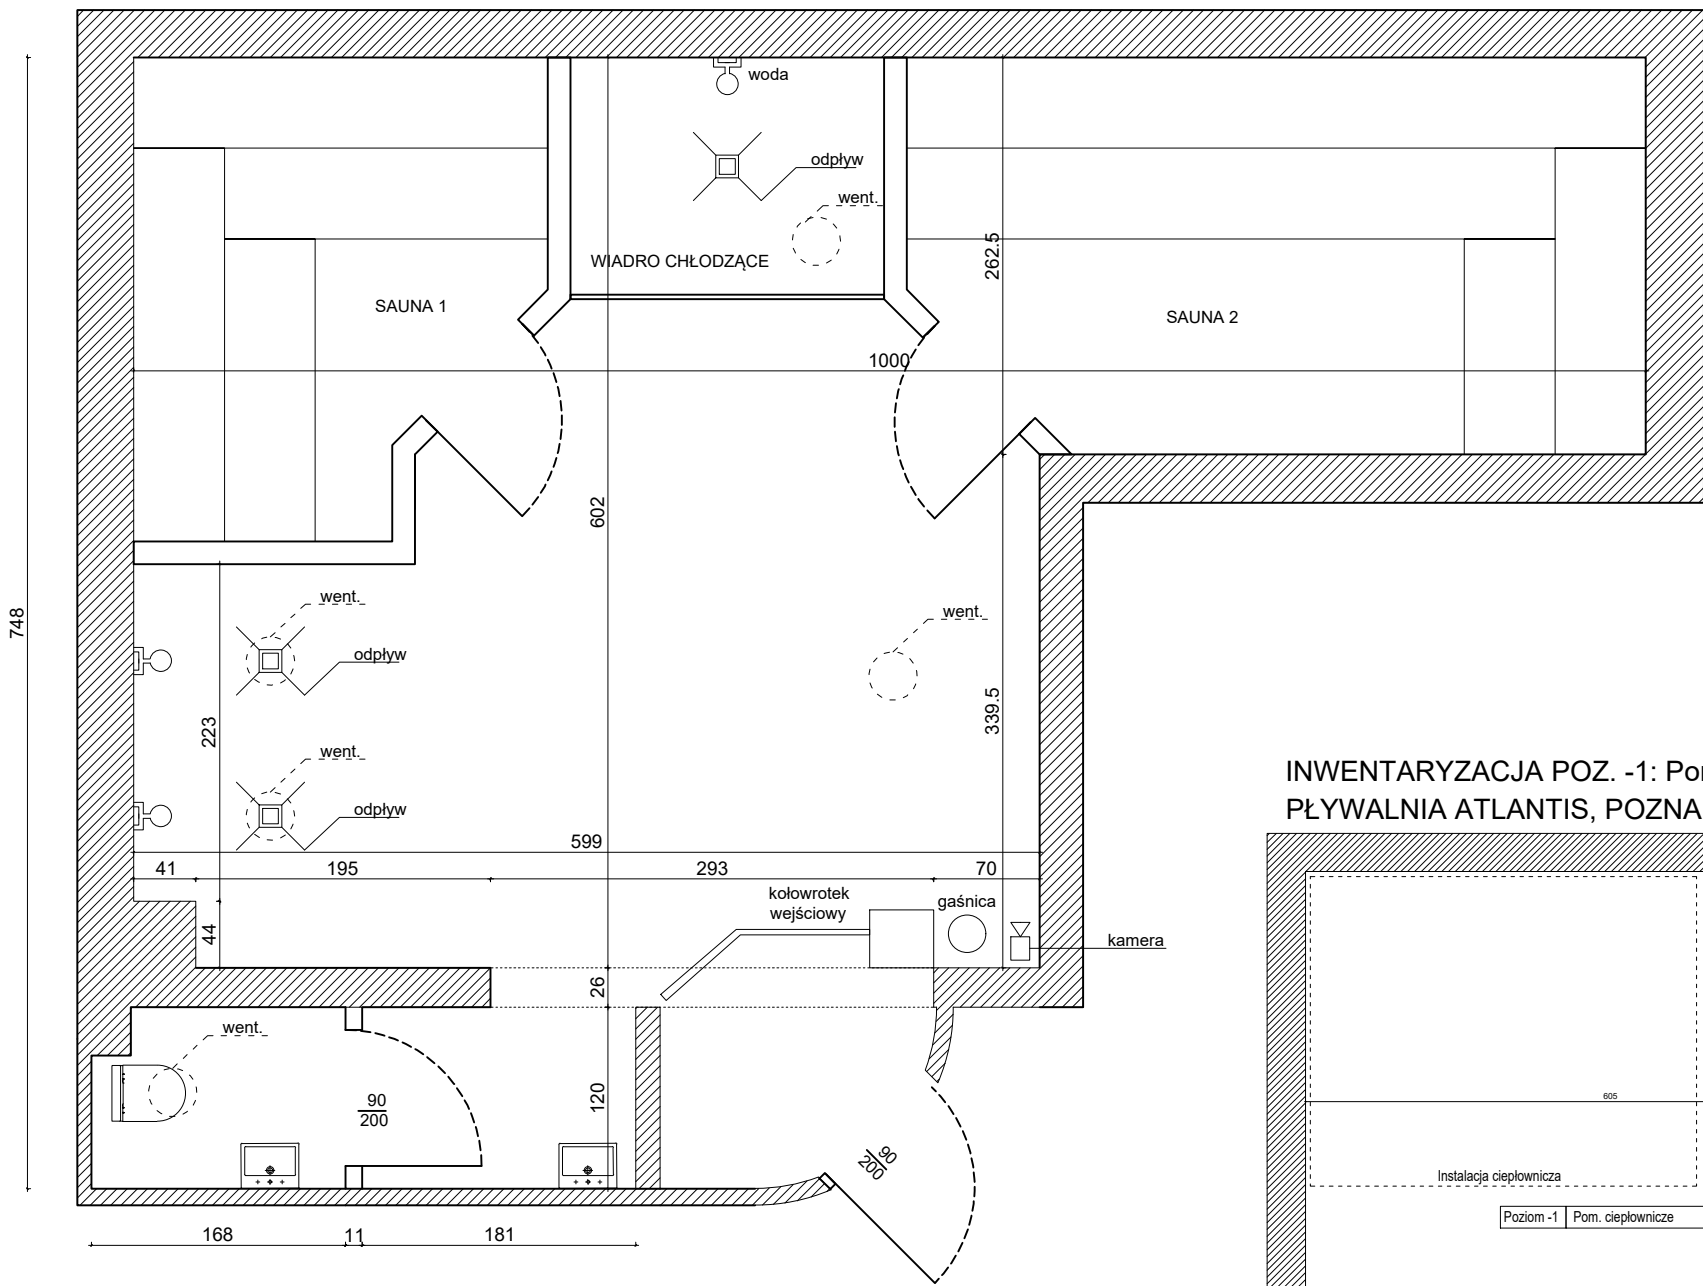 woda
odpływ
went.
WIADRO CHŁODZĄCE
262.5
SAUNA 1
SAUNA 2
1000
602
748
went.
odpływ
went.
223
339.5
went.
odpływ
599
41
195
293
70
kołowrotek
wejściowy
gaśnica
kamera
44
26
went.
90
200
120
90
200
168
11
181
INWENTARYZACJA POZ. -1: Po
PŁYWALNIA ATLANTIS, POZNA
605
Instalacja ciepłownicza
Poziom -1 Pom. ciepłownicze